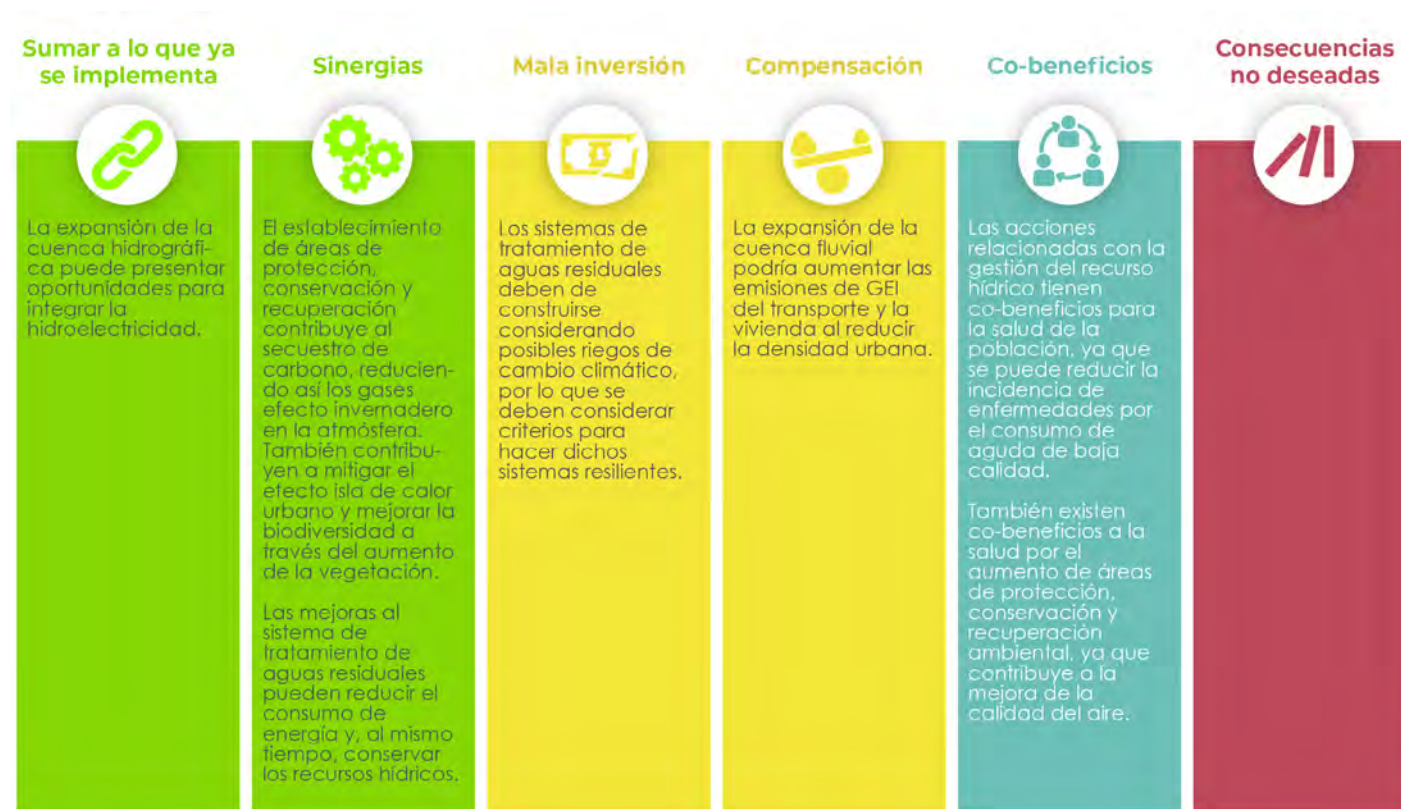 Sumar a lo que ya
se implementa
La expansión de la
cuenca hidrográfi-
ca puede presentar
oportunidades para
integrar la
hidroelectricidad.
Sinergias
El establecimiento
de áreas de
protección,
conservación y
recuperación
contribuye al
secuestro de
carbono, reducien-
do así los gases
efecto invernadero
en la atmósfera.
También contribu-
yen a mitigar el
efecto isla de calor
urbano y mejorar la
biodiversidad a
través del aumento
de la vegetación.
Las mejoras al
sistema de
tratamiento de
aguas residuales
pueden reducir el
consumo de
energía y, al mismo
tiempo, conservar
los recursos hídricos.
Mala inversión
Los sistemas de
tratamiento de
aguas residuales
deben de
construirse
considerando
posibles riegos de
cambio climático,
por lo que se
deben considerar
criterios para
hacer dichos
sistemas resilientes.
Compensación
La expansión de la
cuenca fluvial
podría aumentar las
emisiones de GEI
del transporte y la
vivienda al reducir
la densidad urbana.
Co-beneficios
Las acciones
relacionadas con la
gestión del recurso
hídrico tienen
co-beneficios para
la salud de la
población, ya que
se puede reducir la
incidencia de
enfermedades por
el consumo de
aguda de baja
calidad.
También existen
co-beneficios a la
salud por el
aumento de áreas
de protección,
conservación y
recuperación
ambiental, ya que
contribuye a la
mejora de la
calidad del aire.
Consecuencias
no deseadas